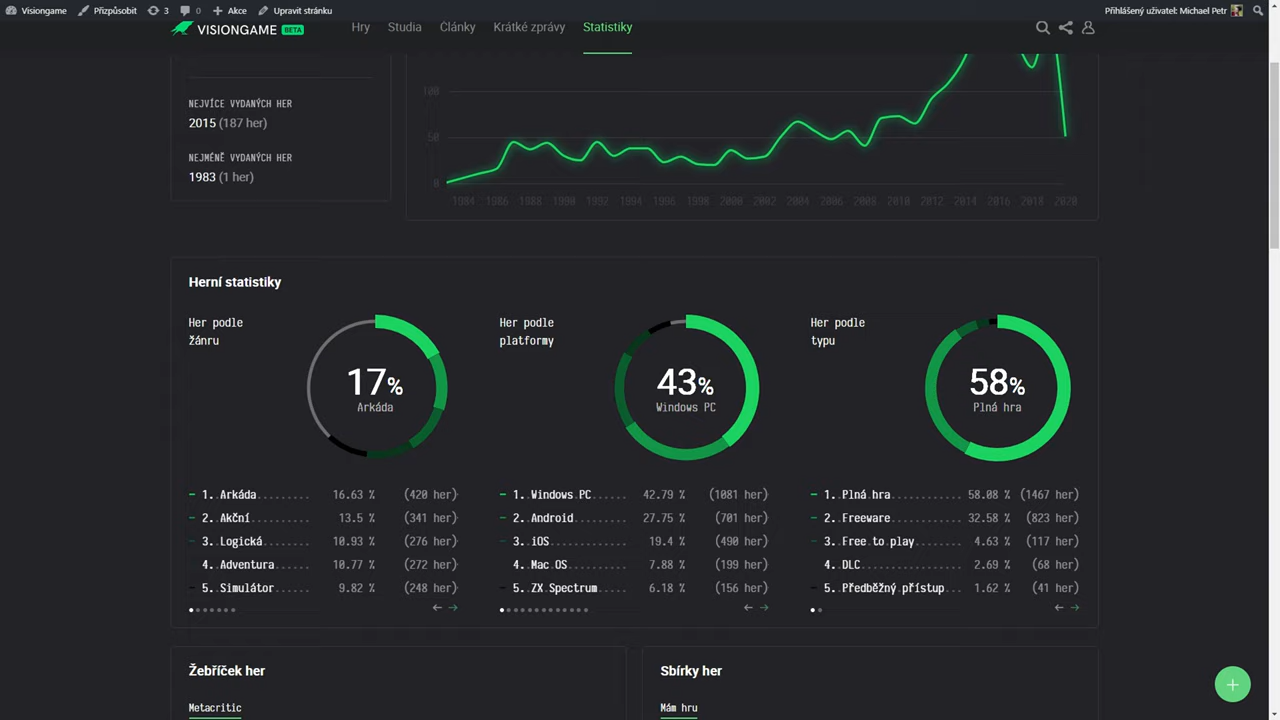 Visiongame Přizpůsobit 3 0 Akce Upravit stránku Přihlášený uživatel: Michael Petr
VISIONGAME BETA Hry Studia Články Krátké zprávy Statistiky
NEJVÍCE VYDANÝCH HER
2015 (187 her)
NEJMÉNĚ VYDANÝCH HER
1983 (1 her)
100
50
0
1984 1986 1988 1990 1992 1994 1996 1998 2000 2002 2004 2006 2008 2010 2012 2014 2016 2018 2020
Herní statistiky
Her podle
žánru
17%
Arkáda
1. Arkáda........ 16.63 % (420 her)
2. Akční......... 13.5 % (341 her)
3. Logická....... 10.93 % (276 her)
4. Adventura..... 10.77 % (272 her)
5. Simulátor..... 9.82 % (248 her)
Her podle
platformy
43%
Windows PC
1. Windows PC..... 42.79 % (1081 her)
2. Android........ 27.75 % (701 her)
3. iOS............ 19.4 % (490 her)
4. Mac OS......... 7.88 % (199 her)
5. ZX Spectrum.... 6.18 % (156 her)
Her podle
typu
58%
Plná hra
1. Plná hra.......... 58.08 % (1467 her)
2. Freeware.......... 32.58 % (823 her)
3. Free to play...... 4.63 % (117 her)
4. DLC............... 2.69 % (68 her)
5. Předběžný přístup... 1.62 % (41 her)
Žebříček her
Metacritic
Sbírky her
Mám hru